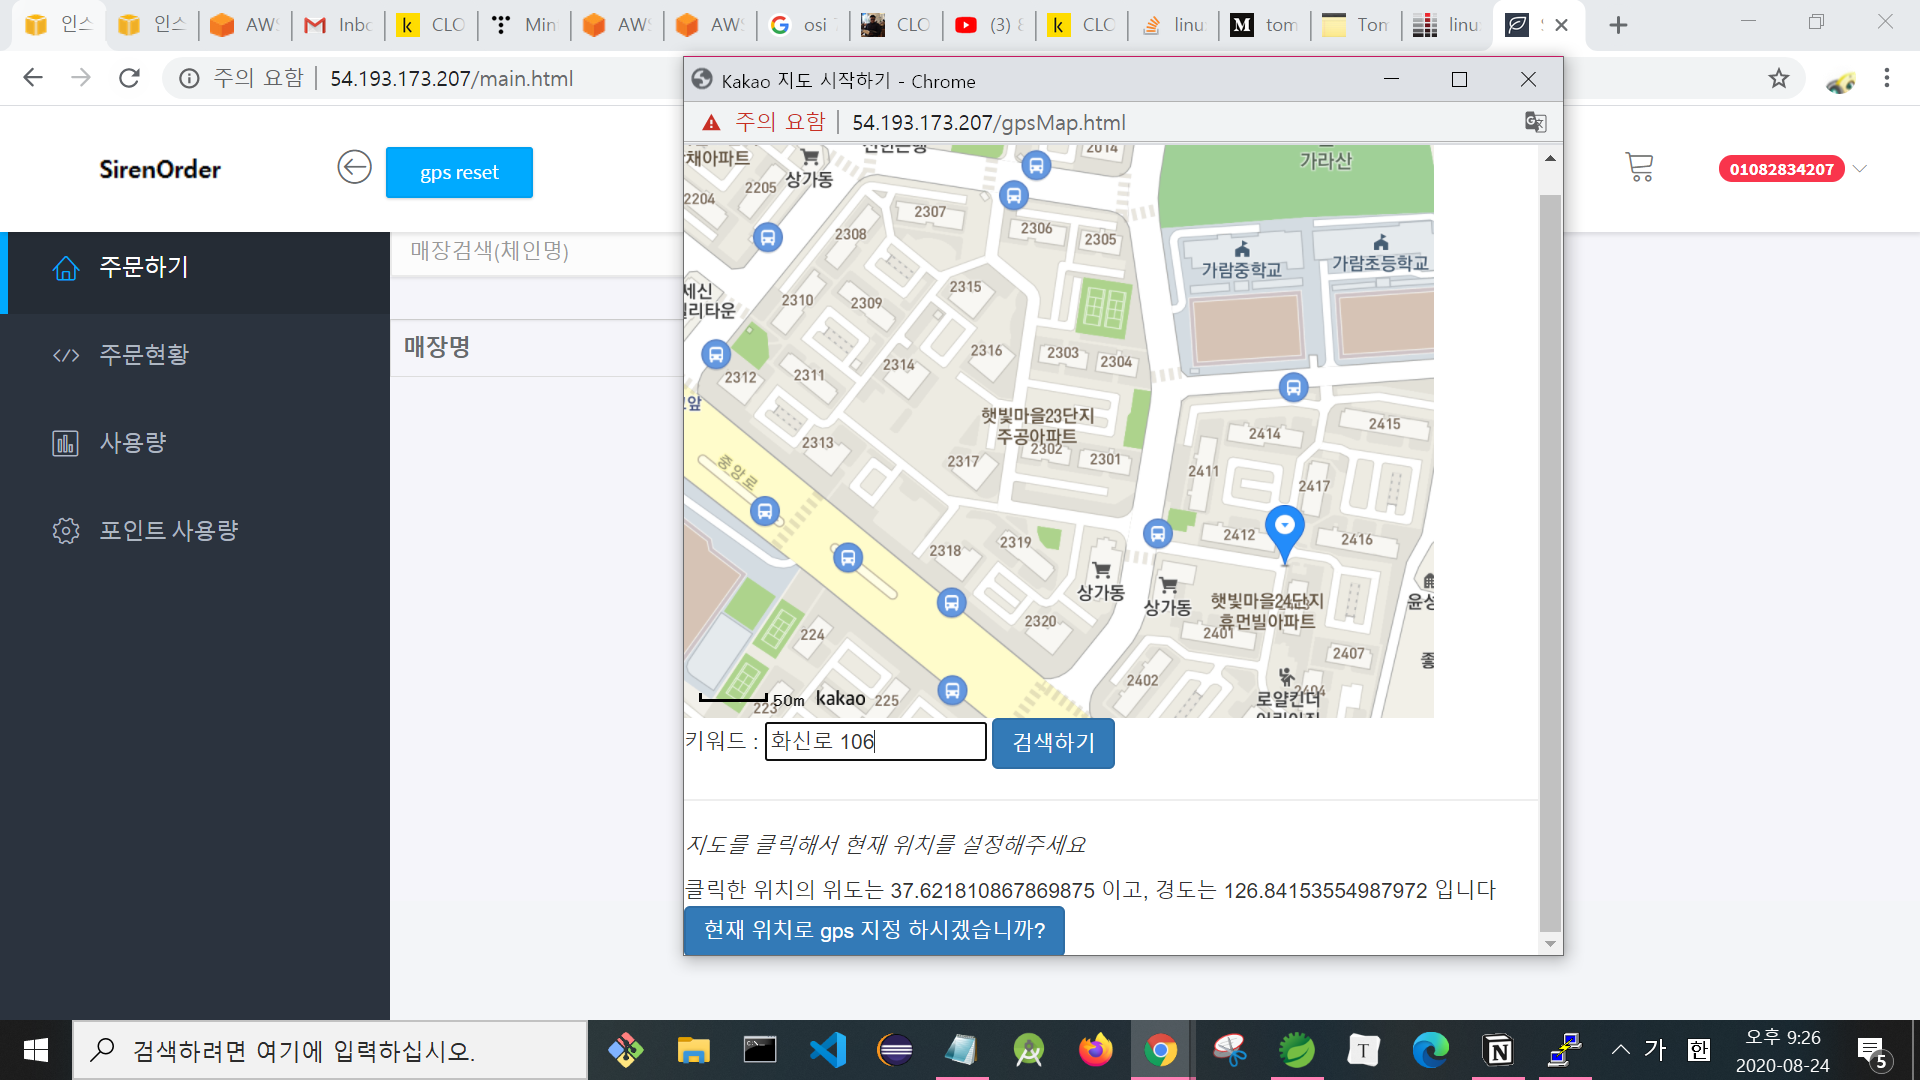 인스
인스
AWS
Inbo
CLO
Min
AWS
AW
osi
CLO
(3)
CLO
linu
tom
Tom
linu
주의 요함
54.193.173.207/main.html
Kakao 지도 시작하기 - Chrome
주의 요함
54.193.173.207/gpsMap.html
SirenOrder
gps reset
01082834207
주문하기
주문현황
사용량
포인트 사용량
매장검색(체인명)
매장명
상가동
2014
가라산
2204
2205
2307
2308
2306
2305
가람중학교
가람초등학교
2310
2309
2315
2312
2311
2314
2316
2303
2304
2313
햇빛마을23단지
주공아파트
2302
2301
2317
중앙로
2414
2415
2411
2417
2412
2416
2318
2319
상가동
상가동
햇빛마을24단지
휴먼빌아파트
2401
2407
2320
2402
2404
로얄킨더
224
223
225
50m
kakao
키워드 :
화신로 106
검색하기
지도를 클릭해서 현재 위치를 설정해주세요
클릭한 위치의 위도는 37.621810867869875 이고, 경도는 126.84153554987972 입니다
현재 위치로 gps 지정 하시겠습니까?
검색하려면 여기에 입력하십시오.
가
한
오후 9:26
2020-08-24
5